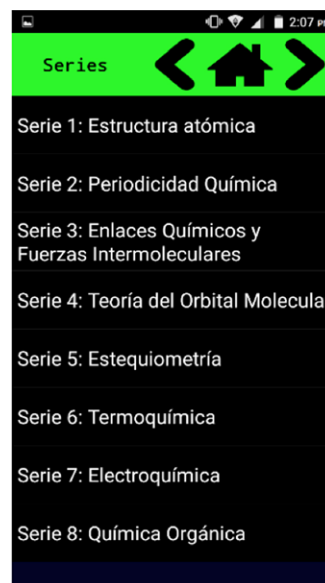 2:07 PM
Series
Serie 1: Estructura atómica
Serie 2: Periodicidad Química
Serie 3: Enlaces Químicos y
Fuerzas Intermoleculares
Serie 4: Teoría del Orbital Molecula
Serie 5: Estequiometría
Serie 6: Termoquímica
Serie 7: Electroquímica
Serie 8: Química Orgánica